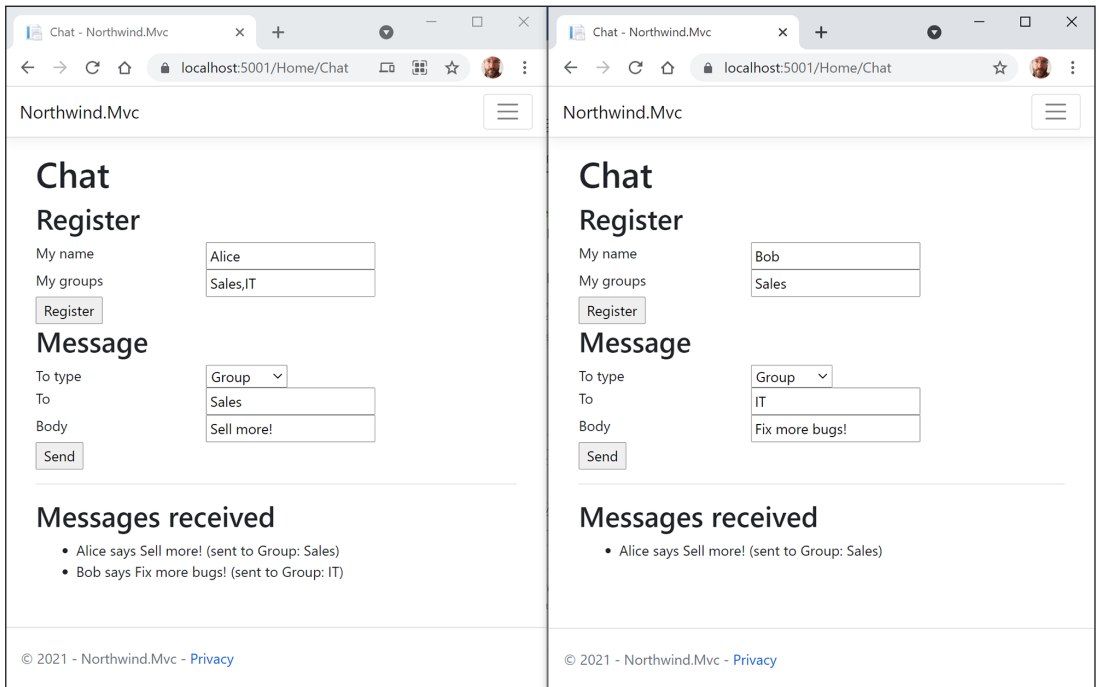 Chat - Northwind.Mvc
localhost:5001/Home/Chat
Northwind.Mvc
Chat
Register
My name Alice
My groups Sales,IT
Register
Message
To type Group
To Sales
Body Sell more!
Send
Messages received
• Alice says Sell more! (sent to Group: Sales)
• Bob says Fix more bugs! (sent to Group: IT)
© 2021 - Northwind.Mvc - Privacy
Chat - Northwind.Mvc
localhost:5001/Home/Chat
Northwind.Mvc
Chat
Register
My name Bob
My groups Sales
Register
Message
To type Group
To IT
Body Fix more bugs!
Send
Messages received
• Alice says Sell more! (sent to Group: Sales)
© 2021 - Northwind.Mvc - Privacy